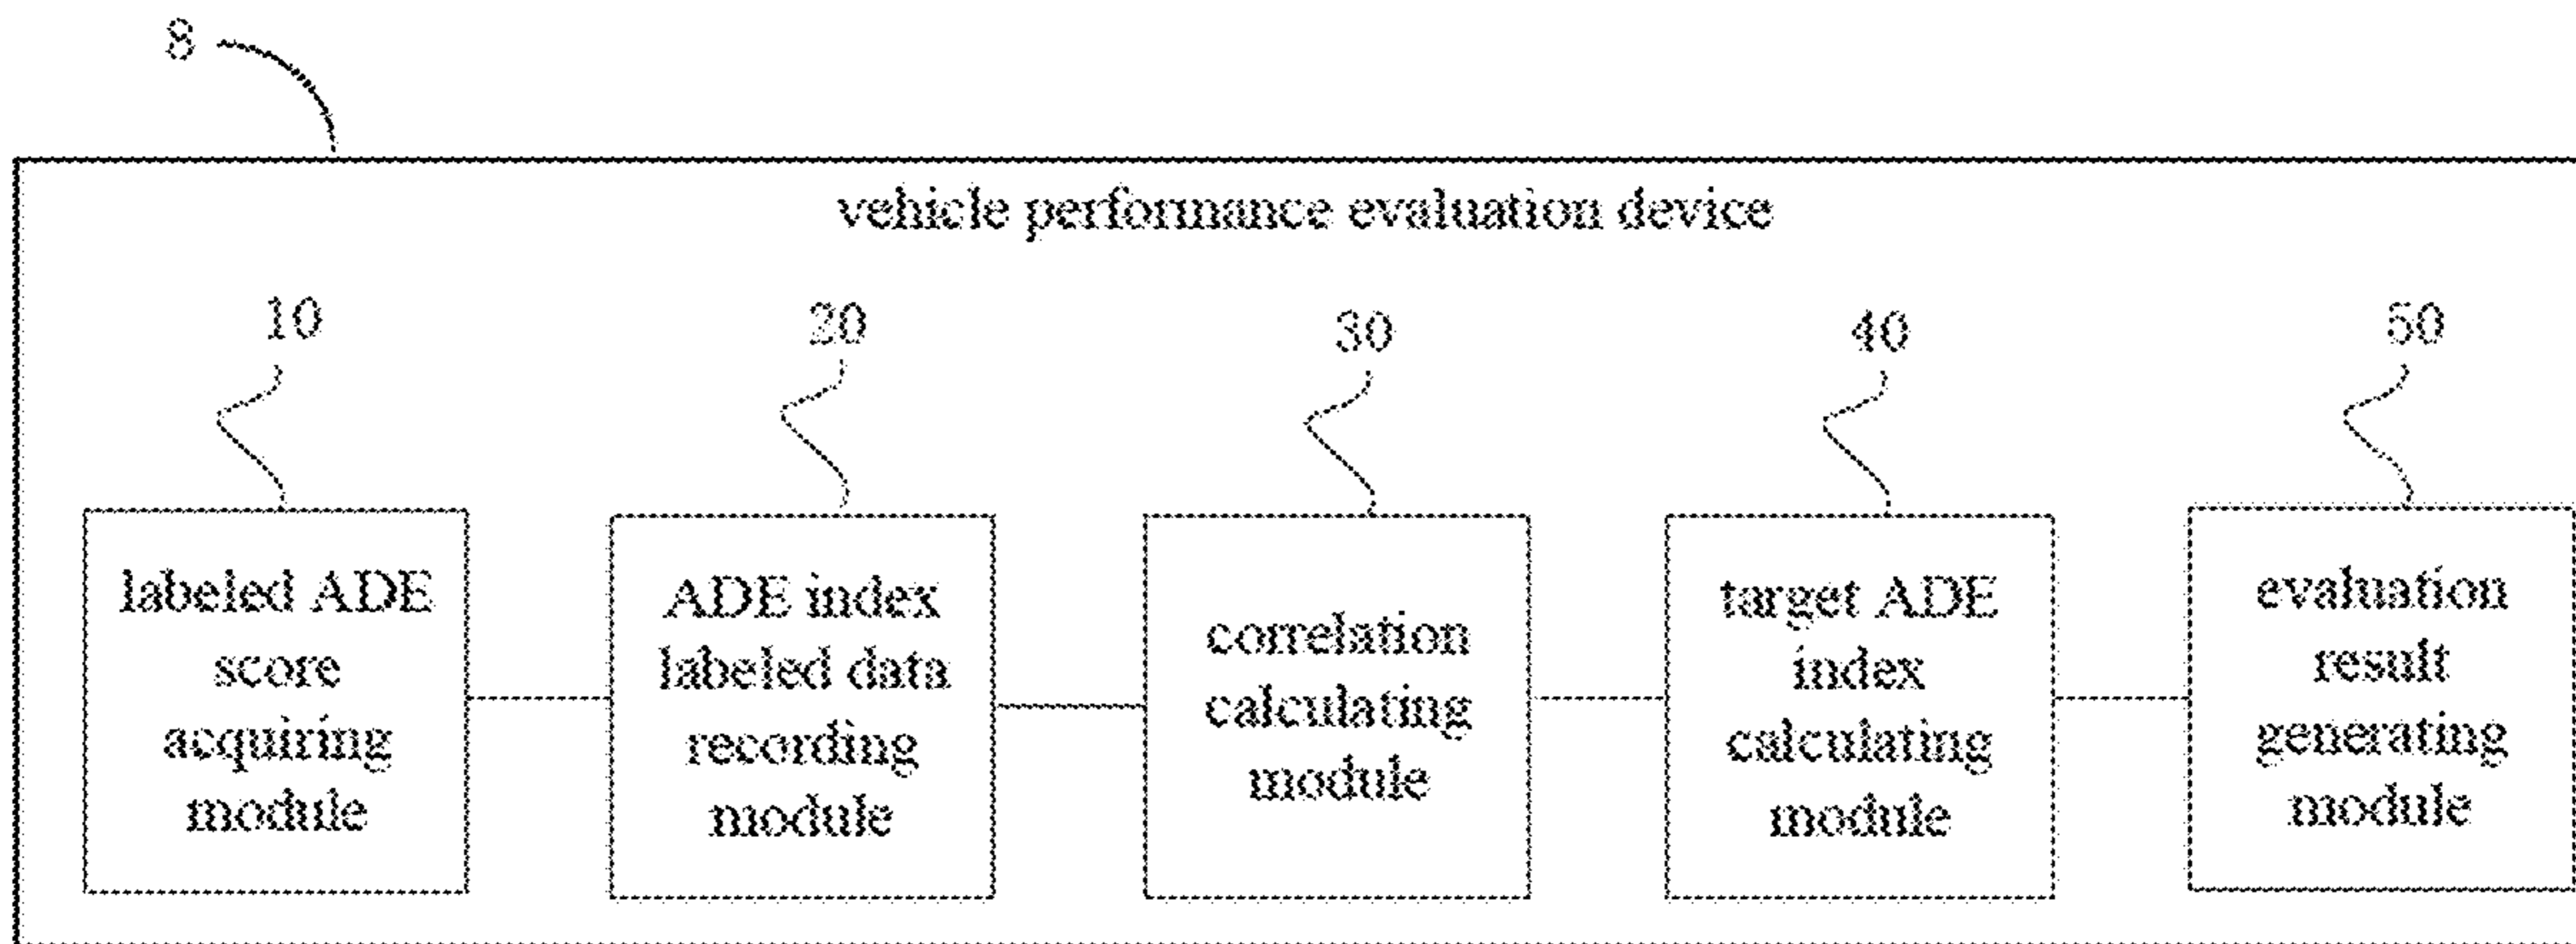 8
vehicle performance evaluation device
10
20
30
40
50
labeled ADE
score
acquiring
module
ADE index
labeled data
recording
module
correlation
calculating
module
target ADE
index
calculating
module
evaluation
result
generating
module